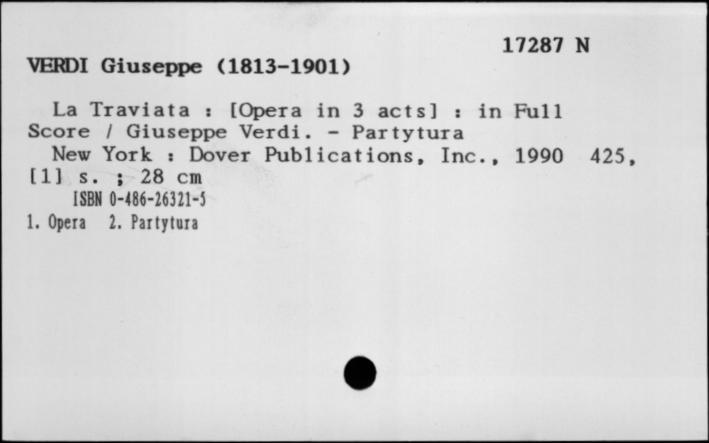 17287 N
VERDI Giuseppe (1813-1901)
La Traviata : [Opera in 3 acts] : in Full
Score / Giuseppe Verdi. - Partytura
New York : Dover Publications, Inc., 1990 425,
[1] s. ; 28 cm
ISBN 0-486-26321-5
1. Opera 2. Partytura